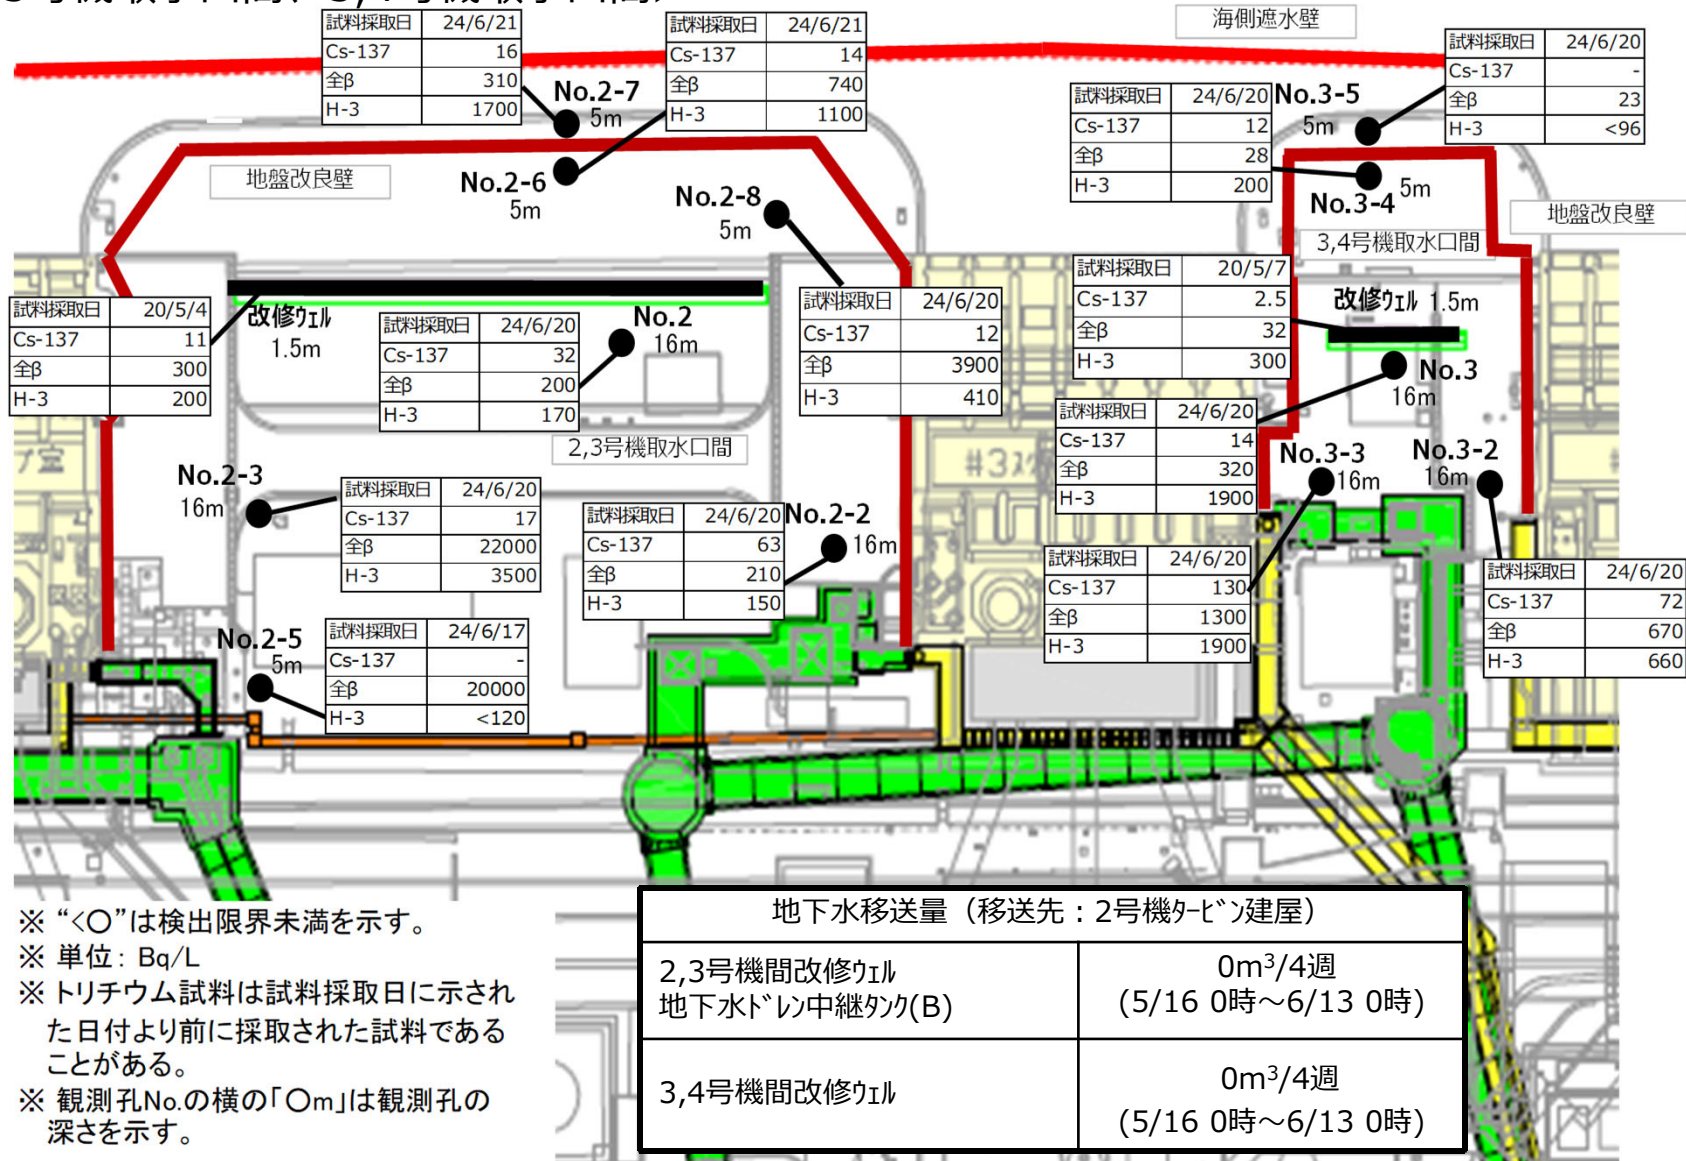 海側遮水壁
試料採取日 24/6/21
Cs-137 16
全β 310
H-3 1700
No.2-7
5m
試料採取日 24/6/21
Cs-137 14
全β 740
H-3 1100
No.2-6
5m
地盤改良壁
No.2-8
5m
試料採取日 24/6/20
Cs-137 12
全β 28
H-3 200
No.3-5
5m
試料採取日 24/6/20
Cs-137 -
全β 23
H-3 <96
No.3-4
5m
地盤改良壁
3,4号機取水口間
試料採取日 20/5/4
Cs-137 11
全β 300
H-3 200
改修ｳｪﾙ
1.5m
試料採取日 24/6/20
Cs-137 32
全β 200
H-3 170
No.2
16m
試料採取日 24/6/20
Cs-137 12
全β 3900
H-3 410
試料採取日 20/5/7
Cs-137 2.5
全β 32
H-3 300
改修ｳｪﾙ 1.5m
No.3
16m
2,3号機取水口間
試料採取日 24/6/20
Cs-137 14
全β 320
H-3 1900
No.2-3
16m
試料採取日 24/6/20
Cs-137 17
全β 22000
H-3 3500
試料採取日 24/6/20
Cs-137 63
全β 210
H-3 150
No.2-2
16m
No.3-3
16m
No.3-2
16m
試料採取日 24/6/20
Cs-137 130
全β 1300
H-3 1900
試料採取日 24/6/20
Cs-137 72
全β 670
H-3 660
No.2-5
5m
試料採取日 24/6/17
Cs-137 -
全β 20000
H-3 <120
※ “<〇”は検出限界未満を示す。
※ 単位: Bq/L
※ トリチウム試料は試料採取日に示され
た日付より前に採取された試料である
ことがある。
※ 観測孔No.の横の「〇m」は観測孔の
深さを示す。
地下水移送量（移送先：2号機ﾀｰﾋﾞﾝ建屋）
2,3号機間改修ｳｪﾙ
地下水ﾄﾞﾚﾝ中継ﾀﾝｸ(B)
0m³/4週
(5/16 0時～6/13 0時)
3,4号機間改修ｳｪﾙ
0m³/4週
(5/16 0時～6/13 0時)